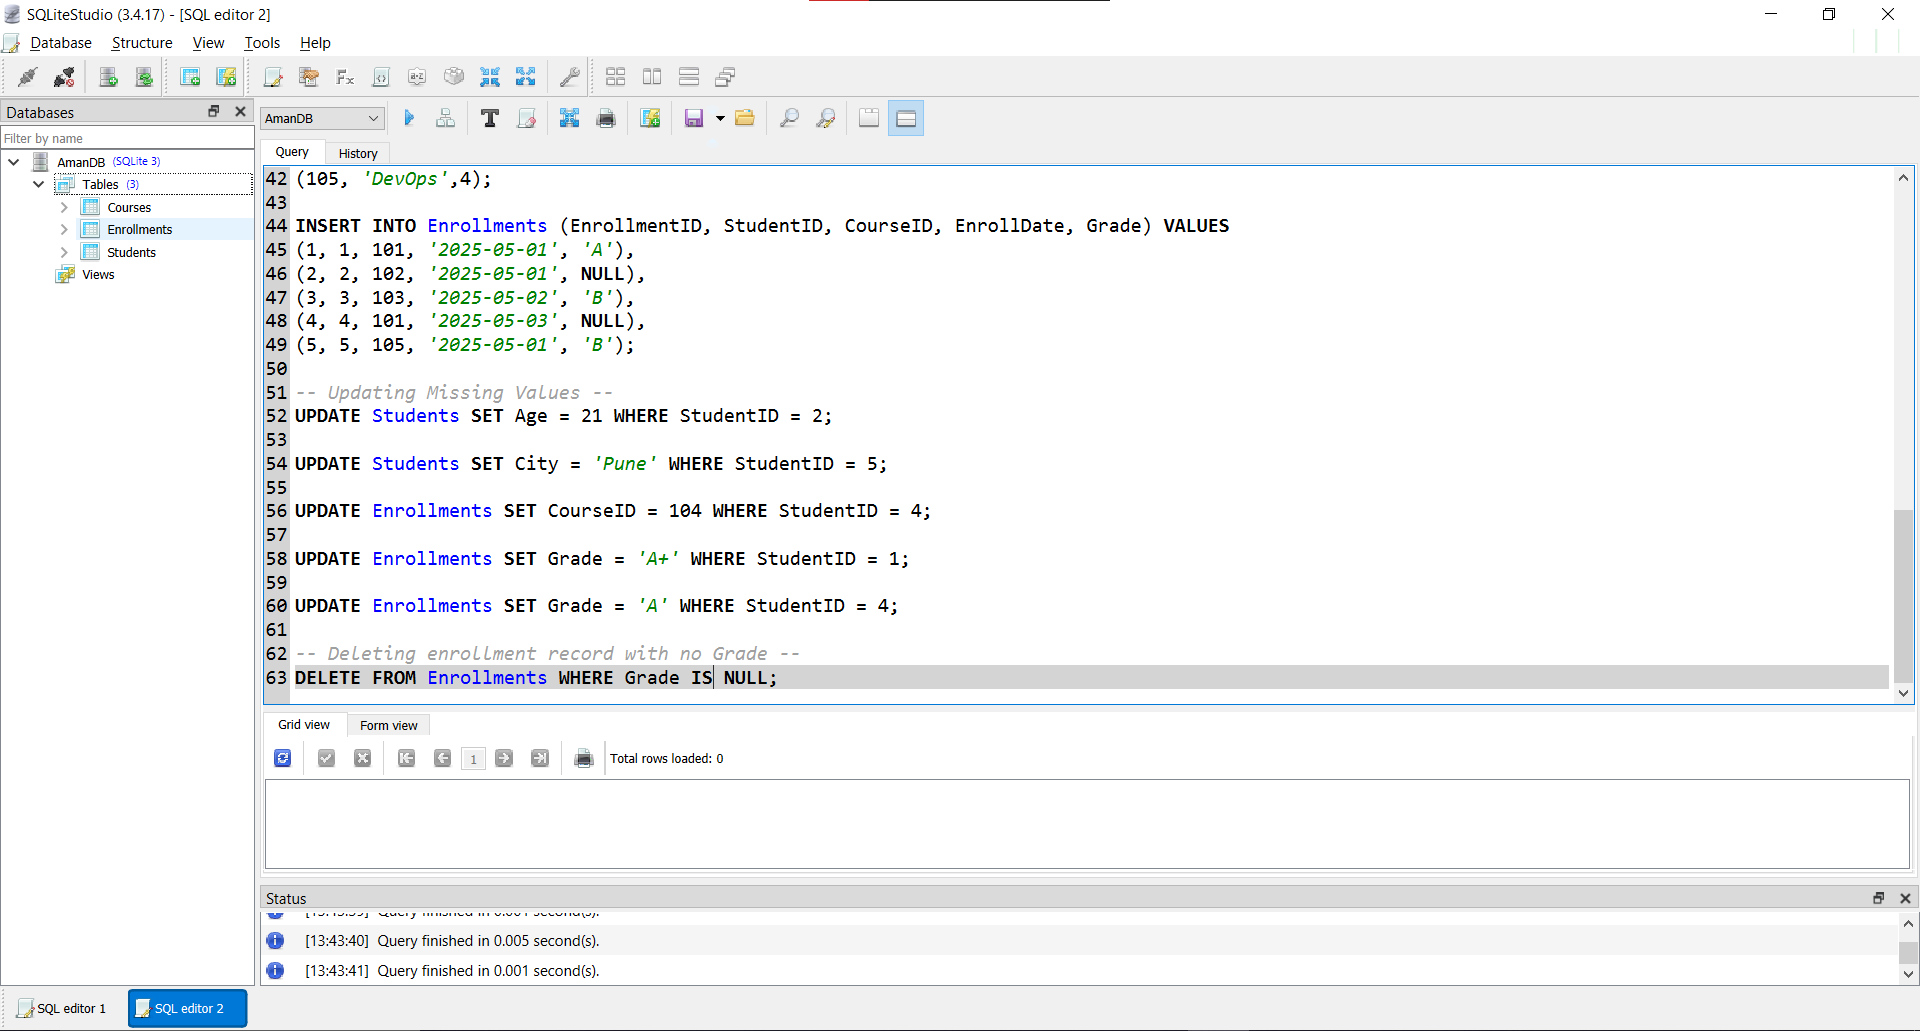 SQLiteStudio (3.4.17) - [SQL editor 2]
Database Structure View Tools Help
Databases
Filter by name
AmanDB (SQLite 3)
Tables (3)
Courses
Enrollments
Students
Views
AmanDB
Query History
42 (105, 'DevOps',4);
43
44 INSERT INTO Enrollments (EnrollmentID, StudentID, CourseID, EnrollDate, Grade) VALUES
45 (1, 1, 101, '2025-05-01', 'A'),
46 (2, 2, 102, '2025-05-01', NULL),
47 (3, 3, 103, '2025-05-02', 'B'),
48 (4, 4, 101, '2025-05-03', NULL),
49 (5, 5, 105, '2025-05-01', 'B');
50
51 -- Updating Missing Values --
52 UPDATE Students SET Age = 21 WHERE StudentID = 2;
53
54 UPDATE Students SET City = 'Pune' WHERE StudentID = 5;
55
56 UPDATE Enrollments SET CourseID = 104 WHERE StudentID = 4;
57
58 UPDATE Enrollments SET Grade = 'A+' WHERE StudentID = 1;
59
60 UPDATE Enrollments SET Grade = 'A' WHERE StudentID = 4;
61
62 -- Deleting enrollment record with no Grade --
63 DELETE FROM Enrollments WHERE Grade IS NULL;
Grid view Form view
1 Total rows loaded: 0
Status
Query finished in 0.001 second(s).
[13:43:40] Query finished in 0.005 second(s).
[13:43:41] Query finished in 0.001 second(s).
SQL editor 1 SQL editor 2